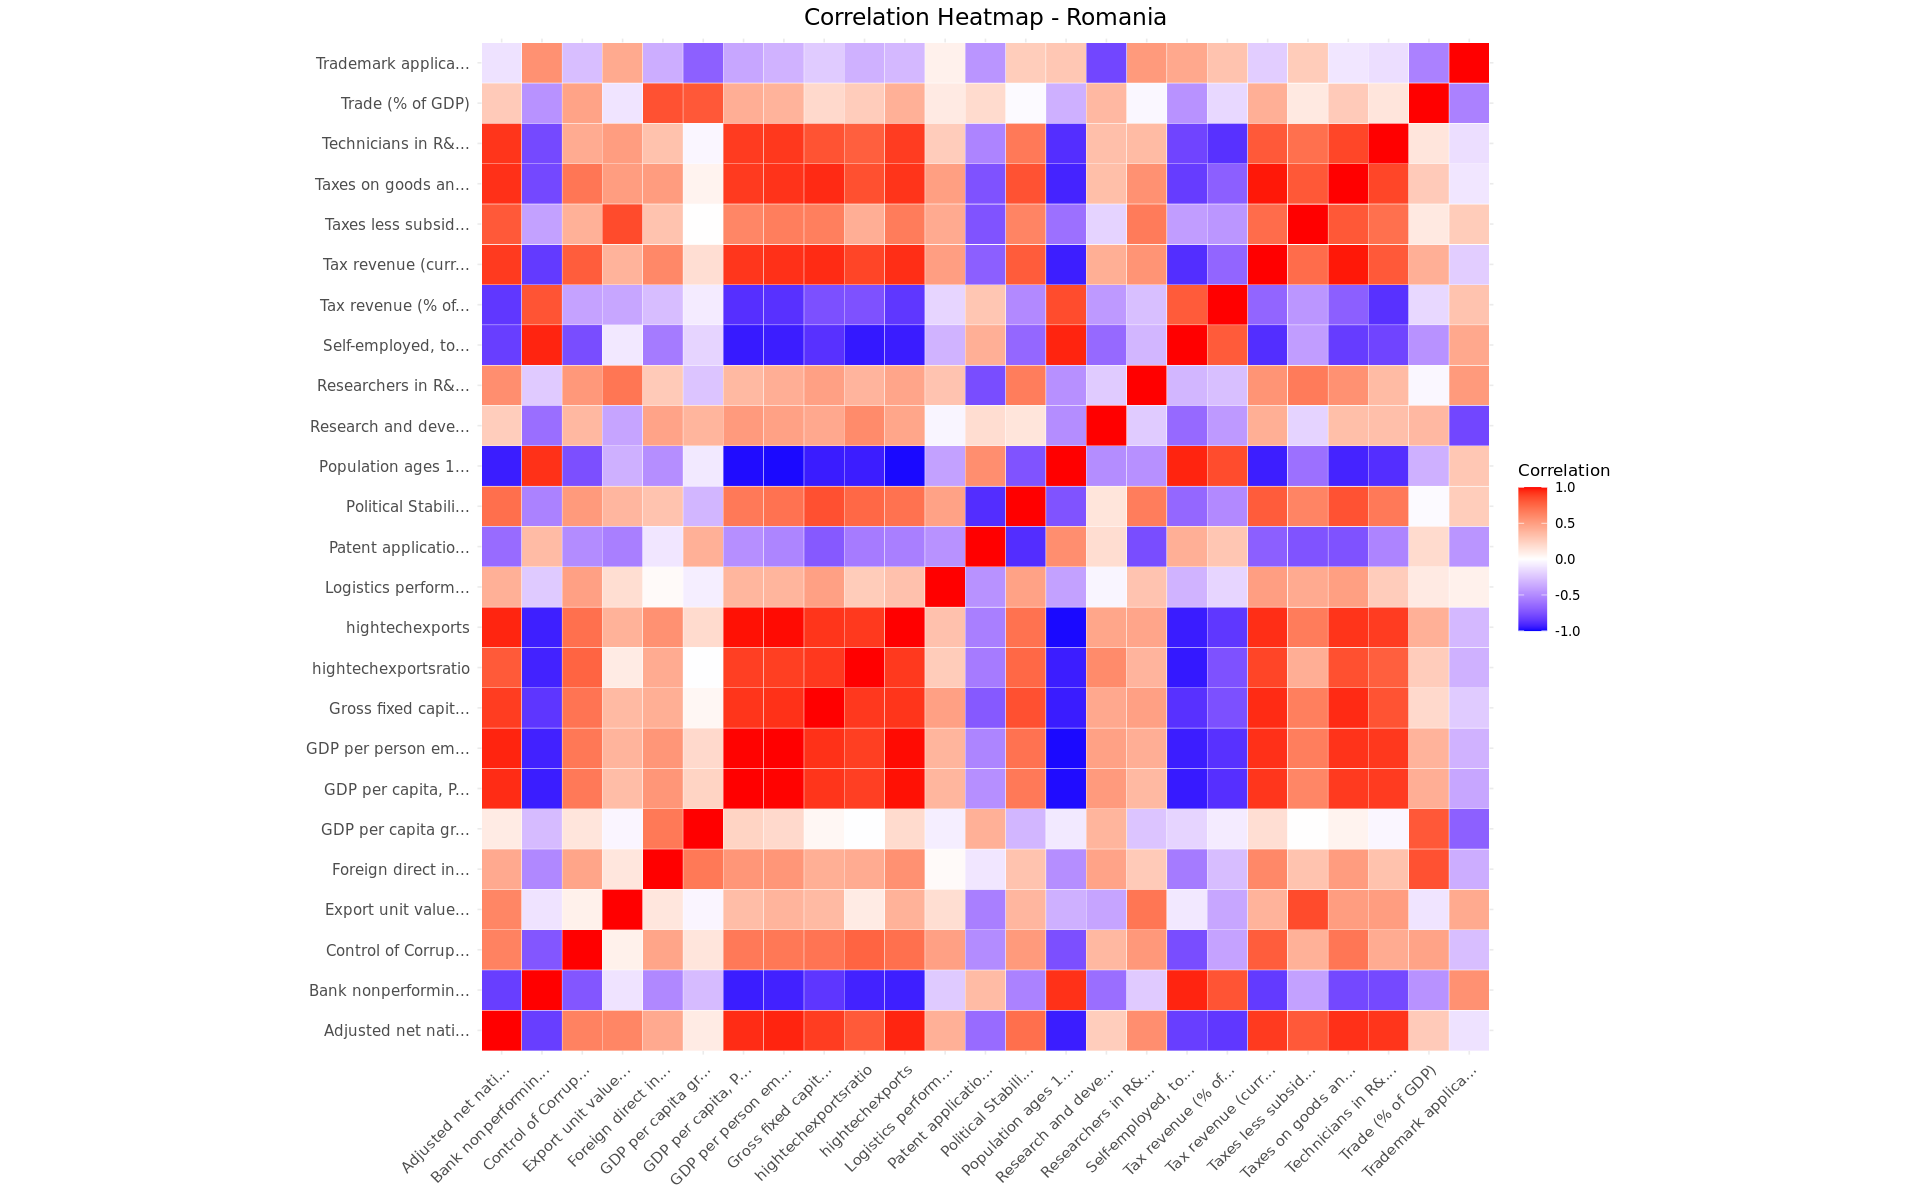 Correlation Heatmap - Romania
Trademark applica...
Trade (% of GDP)
Technicians in R&...
Taxes on goods an...
Taxes less subsid...
Tax revenue (curr...
Tax revenue (% of...
Self-employed, to...
Researchers in R&...
Research and deve...
Population ages 1...
Political Stabili...
Patent applicatio...
Logistics perform...
hightechexports
hightechexportsratio
Gross fixed capit...
GDP per person em...
GDP per capita, P...
GDP per capita gr...
Foreign direct in...
Export unit value...
Control of Corrup...
Bank nonperformin...
Adjusted net nati...
Adjusted net nati...
Bank nonperformin...
Control of Corrup...
Export unit value...
Foreign direct in...
GDP per capita gr...
GDP per capita, P...
GDP per person em...
Gross fixed capit...
hightechexportsratio
hightechexports
Logistics perform...
Patent applicatio...
Political Stabili...
Population ages 1...
Research and deve...
Researchers in R&...
Self-employed, to...
Tax revenue (% of...
Tax revenue (curr...
Taxes less subsid...
Taxes on goods an...
Technicians in R&...
Trade (% of GDP)
Trademark applica...
Correlation
1.0
0.5
0.0
-0.5
-1.0